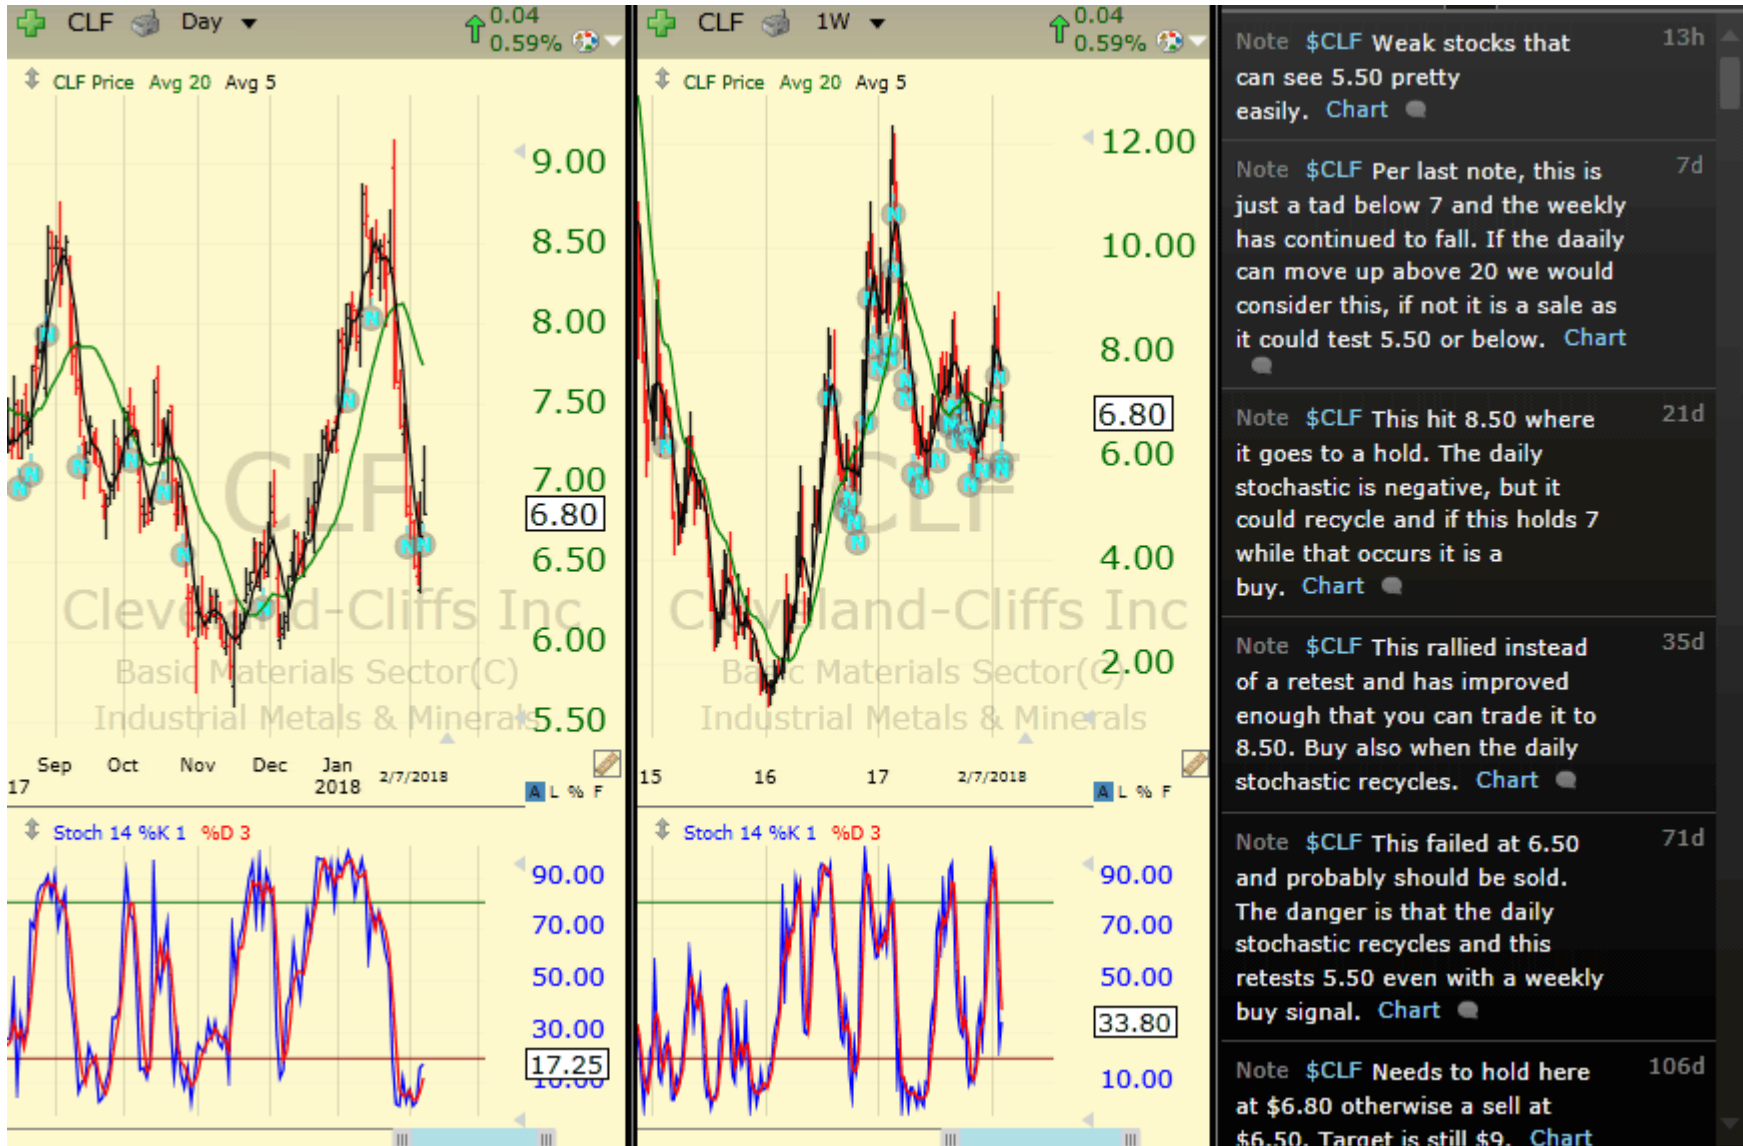 CLF Day
0.04
0.59%
CLF Price Avg 20 Avg 5
9.00
8.50
8.00
7.50
7.00
6.80
6.50
6.00
5.50
CLF
Cleveland-Cliffs Inc
Basic Materials Sector(C)
Industrial Metals & Minerals
17 Sep Oct Nov Dec Jan 2018 2/7/2018
A L % F
Stoch 14 %K 1 %D 3
90.00
70.00
50.00
30.00
17.25
10.00
CLF 1W
0.04
0.59%
CLF Price Avg 20 Avg 5
12.00
10.00
8.00
6.80
6.00
4.00
2.00
CLF
Cleveland-Cliffs Inc
Basic Materials Sector(C)
Industrial Metals & Minerals
15 16 17 2/7/2018
A L % F
Stoch 14 %K 1 %D 3
90.00
70.00
50.00
33.80
10.00
Note $CLF Weak stocks that 13h
can see 5.50 pretty
easily. Chart
Note $CLF Per last note, this is 7d
just a tad below 7 and the weekly
has continued to fall. If the daaily
can move up above 20 we would
consider this, if not it is a sale as
it could test 5.50 or below. Chart
Note $CLF This hit 8.50 where 21d
it goes to a hold. The daily
stochastic is negative, but it
could recycle and if this holds 7
while that occurs it is a
buy. Chart
Note $CLF This rallied instead 35d
of a retest and has improved
enough that you can trade it to
8.50. Buy also when the daily
stochastic recycles. Chart
Note $CLF This failed at 6.50 71d
and probably should be sold.
The danger is that the daily
stochastic recycles and this
retests 5.50 even with a weekly
buy signal. Chart
Note $CLF Needs to hold here 106d
at $6.80 otherwise a sell at
$6.50. Target is still $9. Chart